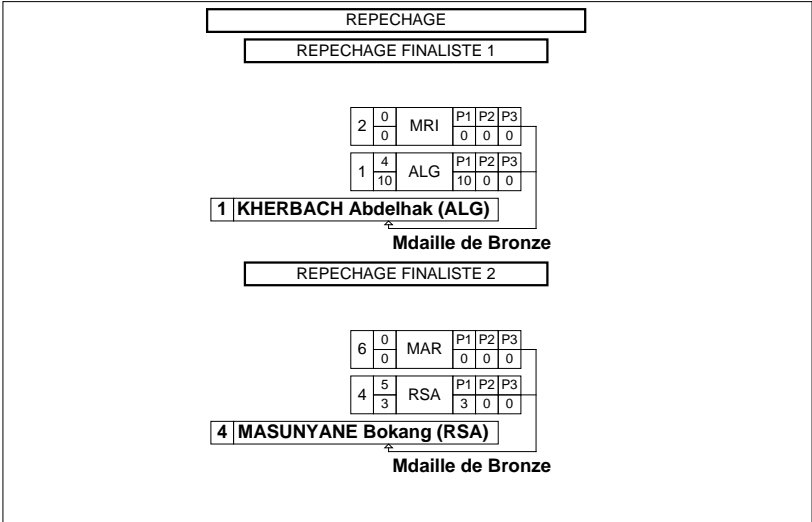 REPECHAGE
REPECHAGE FINALISTE 1
2 0 MRI P1 P2 P3
0 0 0 0
1 4 ALG P1 P2 P3
10 10 0 0
1 KHERBACH Abdelhak (ALG)
Mdaille de Bronze
REPECHAGE FINALISTE 2
6 0 MAR P1 P2 P3
0 0 0 0
4 5 RSA P1 P2 P3
3 3 0 0
4 MASUNYANE Bokang (RSA)
Mdaille de Bronze